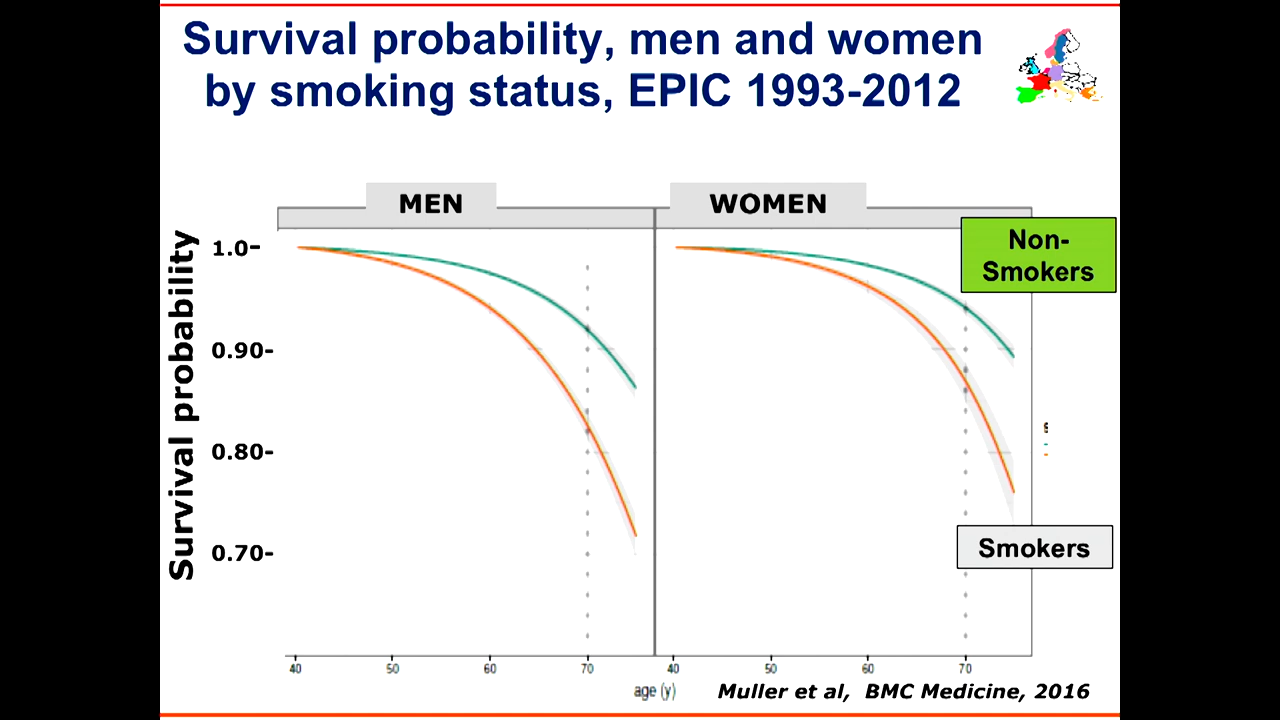 Survival probability, men and women
by smoking status, EPIC 1993-2012
MEN
WOMEN
Non-
Smokers
Survival probability
1.0-
0.90-
0.80-
0.70-
Smokers
40 50 60 70 40 50 60 70
age (y)
Muller et al, BMC Medicine, 2016